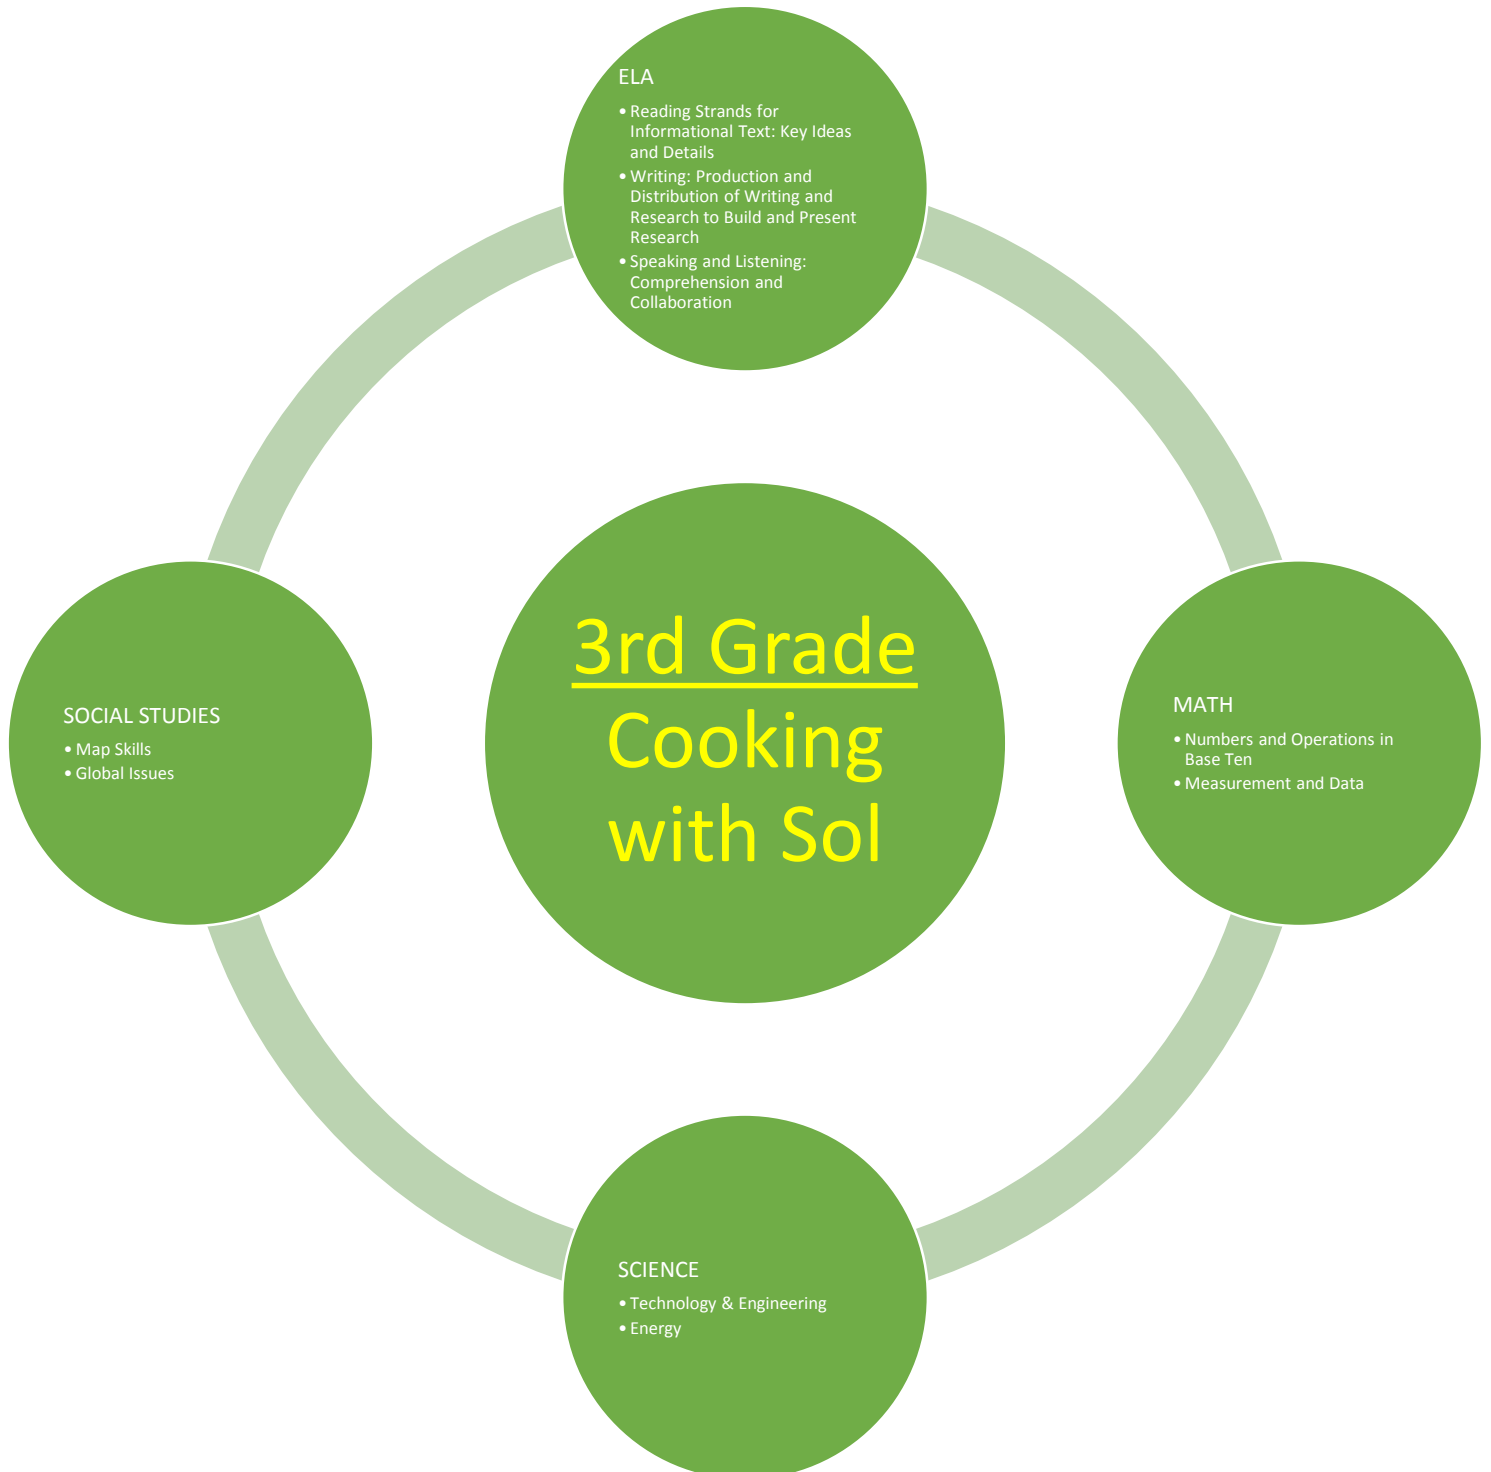 ELA
• Reading Strands for
Informational Text: Key Ideas
and Details
• Writing: Production and
Distribution of Writing and
Research to Build and Present
Research
• Speaking and Listening:
Comprehension and
Collaboration
3rd Grade
Cooking
with Sol
MATH
• Numbers and Operations in
Base Ten
• Measurement and Data
SCIENCE
• Technology & Engineering
• Energy
SOCIAL STUDIES
• Map Skills
• Global Issues